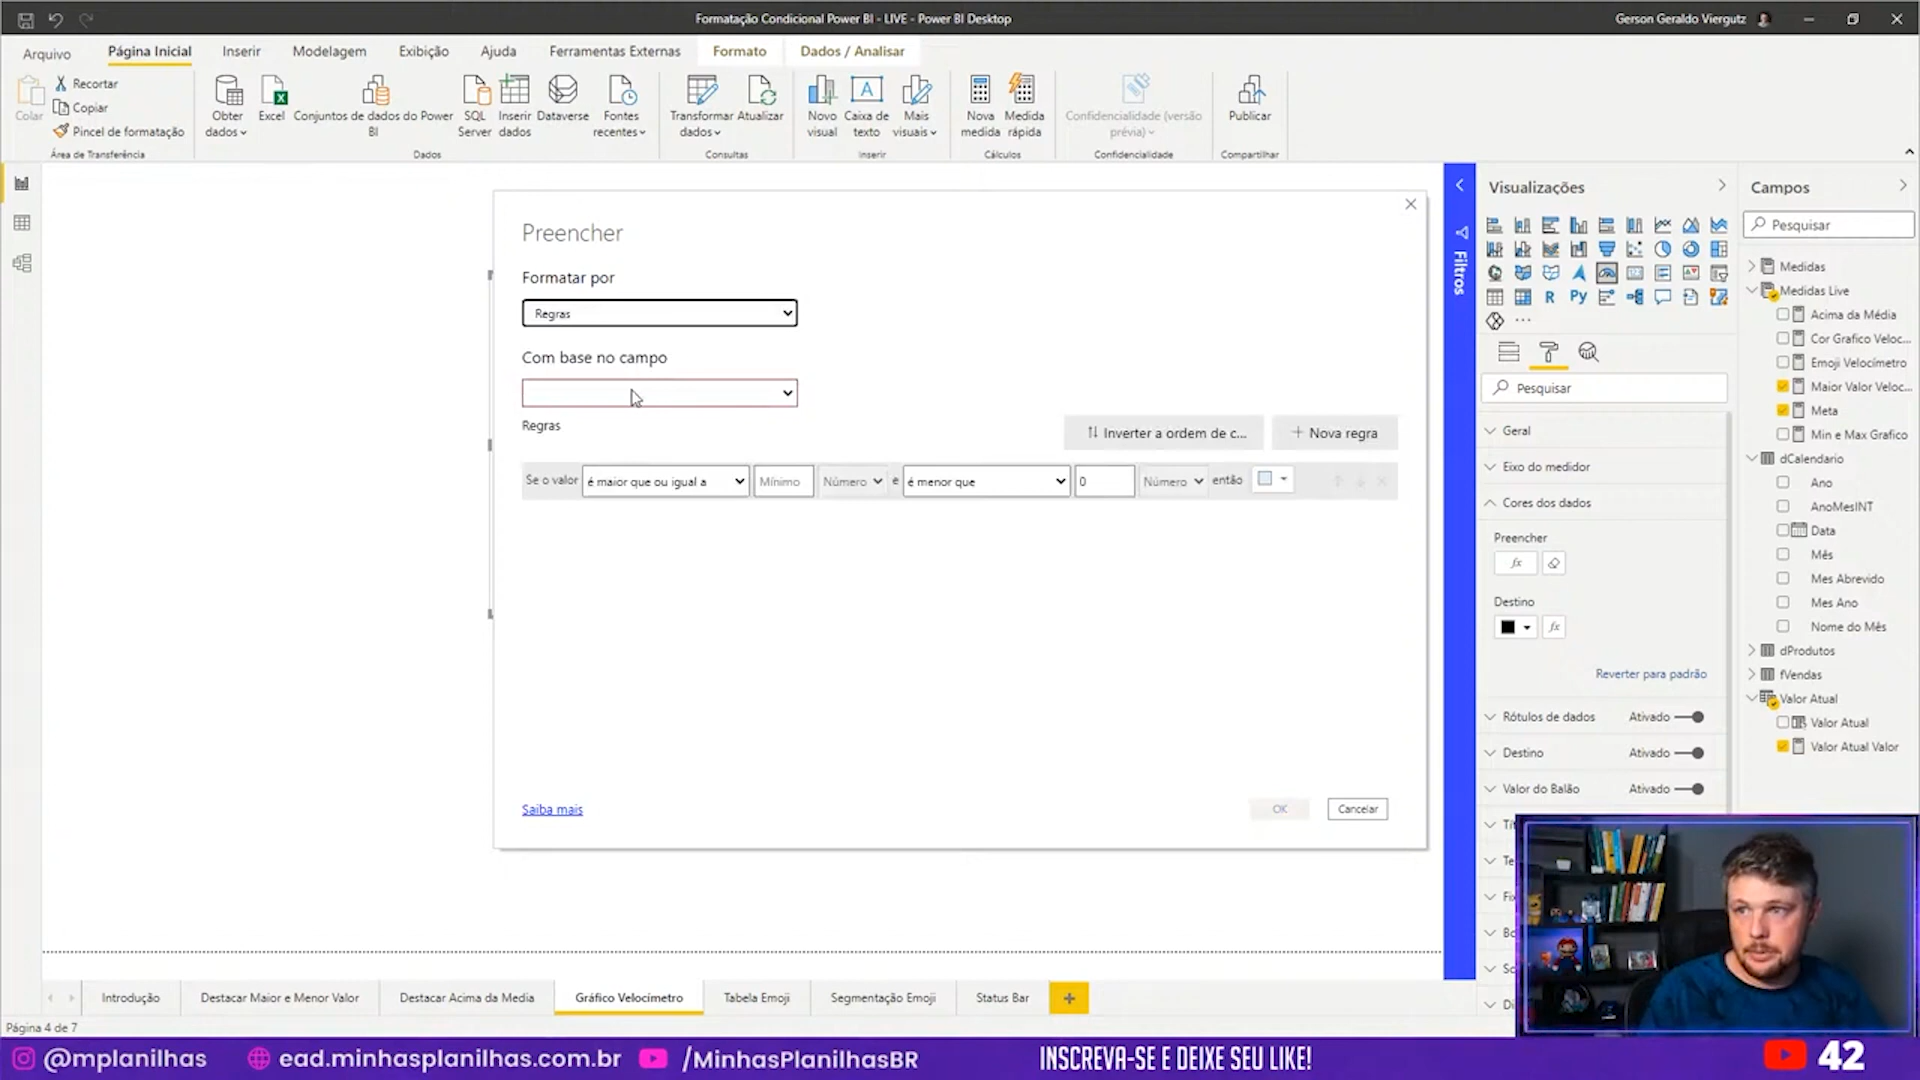 Formatação Condicional Power BI - LIVE - Power BI Desktop
Gerson Geraldo Viergutz
Arquivo
Página Inicial
Inserir
Modelagem
Exibição
Ajuda
Ferramentas Externas
Formato
Dados / Analisar
Colar
Recortar
Copiar
Pincel de formatação
Área de Transferência
Obter dados
Excel
Conjuntos de dados do Power BI
SQL Server
Inserir dados
Dataverse
Fontes recentes
Dados
Transformar dados
Atualizar
Consultas
Novo visual
Caixa de texto
Mais visuais
Inserir
Nova medida
Medida rápida
Cálculos
Confidencialidade (versão prévia)
Confidencialidade
Publicar
Compartilhar
Preencher
Formatar por
Regras
Com base no campo
Regras
Inverter a ordem de c...
+ Nova regra
Se o valor
é maior que ou igual a
Mínimo
Número
e
é menor que
0
Número
então
Saiba mais
OK
Cancelar
Filtros
Visualizações
R
Py
...
Pesquisar
Geral
Eixo do medidor
Cores dos dados
Preencher
fx
Destino
fx
Reverter para padrão
Rótulos de dados Ativado
Destino Ativado
Valor do Balão Ativado
Campos
Pesquisar
Medidas
Medidas Live
Acima da Média
Cor Grafico Veloc...
Emoji Velocímetro
Maior Valor Veloc...
Meta
Min e Max Grafico
dCalendario
Ano
AnoMesINT
Data
Mês
Mes Abrevido
Mes Ano
Nome do Mês
dProdutos
fVendas
Valor Atual
Valor Atual
Valor Atual Valor
Introdução
Destacar Maior e Menor Valor
Destacar Acima da Media
Gráfico Velocímetro
Tabela Emoji
Segmentação Emoji
Status Bar
+
Página 4 de 7
@mplanilhas
ead.minhasplanilhas.com.br
/MinhasPlanilhasBR
INSCREVA-SE E DEIXE SEU LIKE!
42